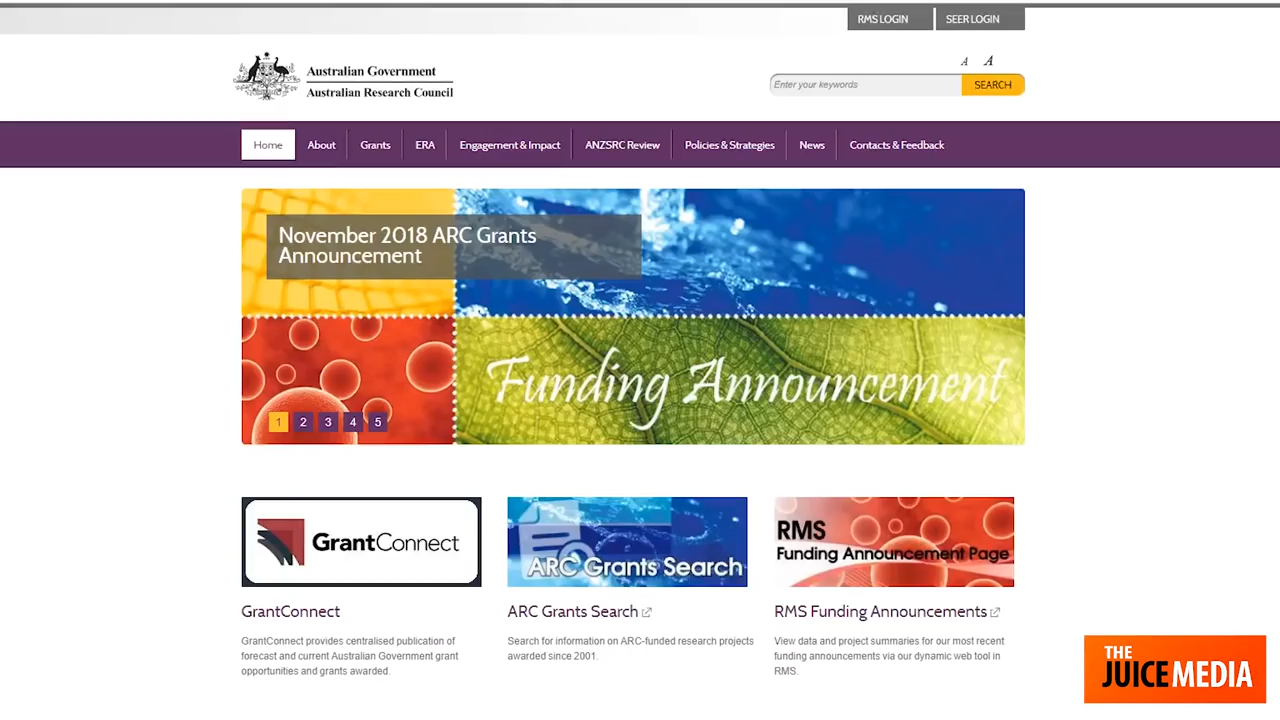 RMS LOGIN
SEER LOGIN
Australian Government
Australian Research Council
A A
Enter your keywords
SEARCH
Home
About
Grants
ERA
Engagement & Impact
ANZSRC Review
Policies & Strategies
News
Contacts & Feedback
November 2018 ARC Grants
Announcement
Funding Announcement
1 2 3 4 5
GrantConnect
ARC Grants Search
RMS
Funding Announcement Page
GrantConnect
GrantConnect provides centralised publication of
forecast and current Australian Government grant
opportunities and grants awarded.
ARC Grants Search
Search for information on ARC-funded research projects
awarded since 2001.
RMS Funding Announcements
View data and project summaries for our most recent
funding announcements via our dynamic web tool in
RMS.
THE
JUICEMEDIA